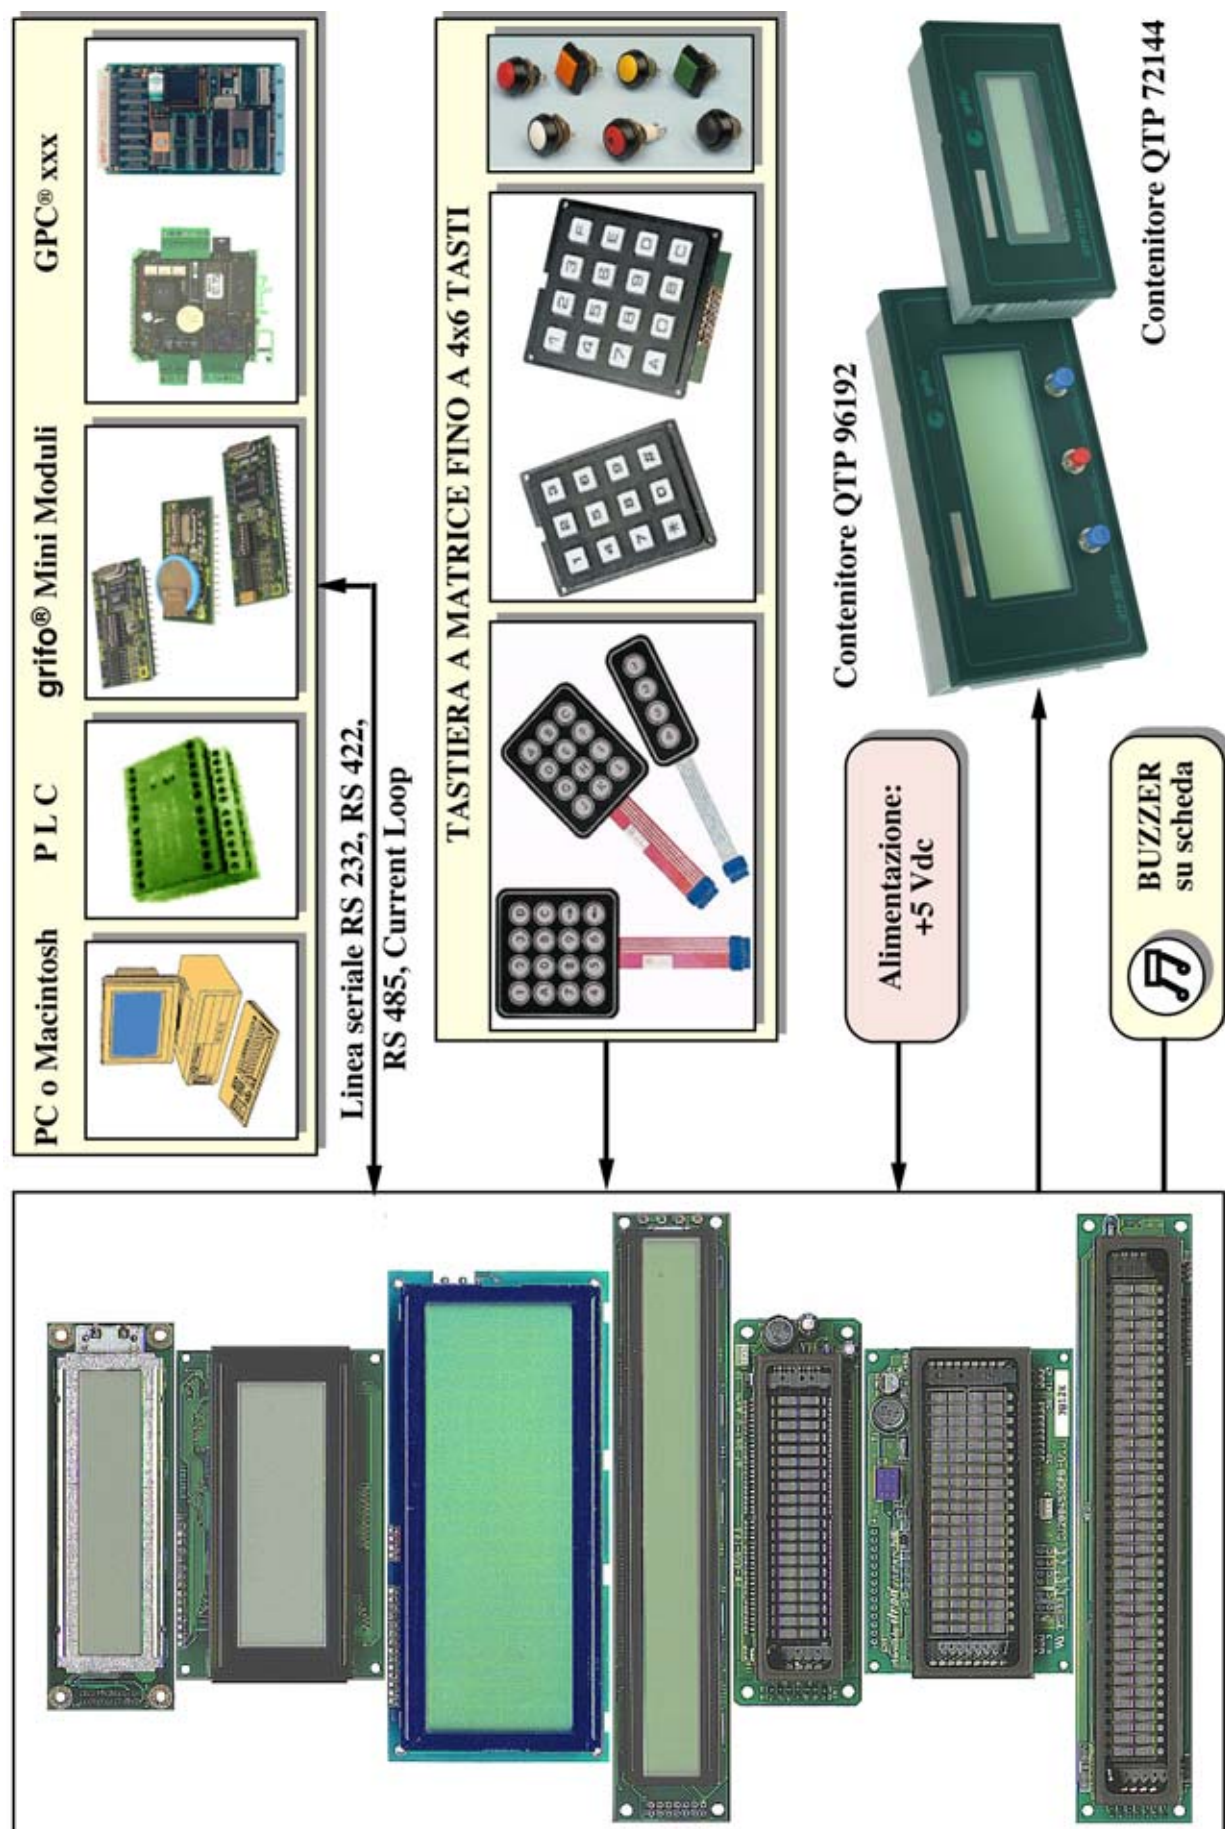 PC o Macintosh
P L C
grifo® Mini Moduli
GPC® xxx
Linea seriale RS 232, RS 422,
RS 485, Current Loop
TASTIERA A MATRICE FINO A 4x6 TASTI
Alimentazione:
+5 Vdc
Contenitore QTP 96192
Contenitore QTP 72144
BUZZER
su scheda